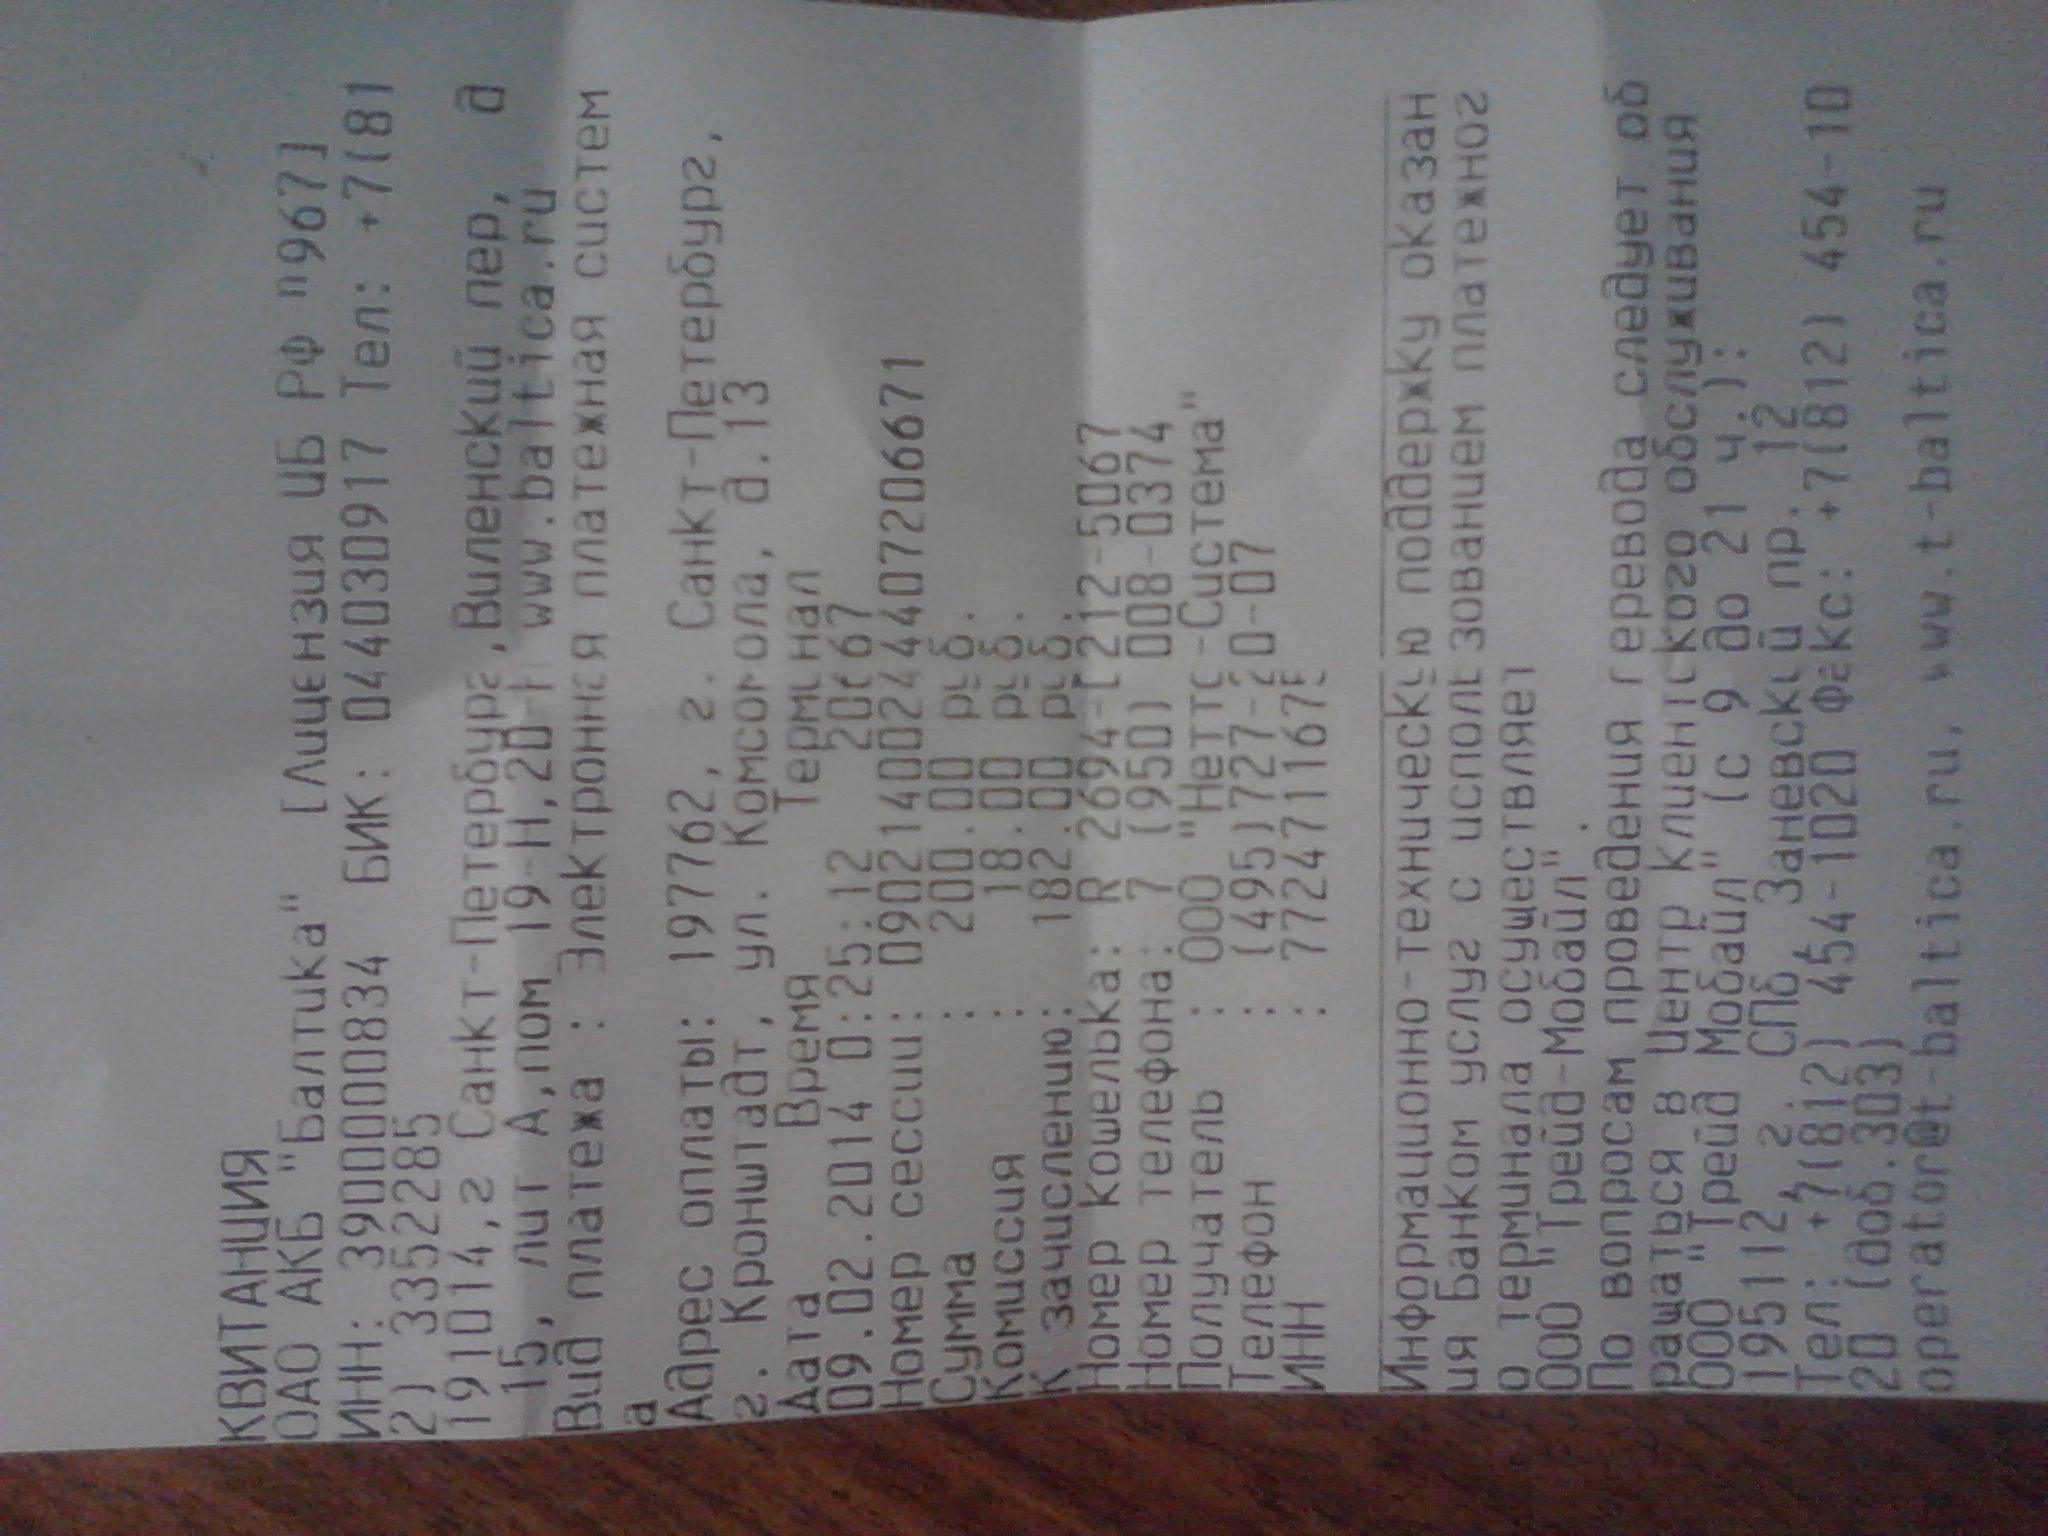 КВИТАНЦИЯ
ОАО АКБ "Балтика" [Лицензия ЦБ РФ п967]
ИНН: 3900000834 БИК: 044030917 Тел: +7(81
2) 3352285
191014,г Санкт-Петербург,Виленский пер, д
15, лит А,пом 19-Н,20-Н www.baltica.ru
Вид платежа : Электронная платежная систем
а
Адрес оплаты: 197762, г. Санкт-Петербург,
г. Кронштадт, ул. Комсомола, д.13
Дата Время Терминал
09.02.2014 0:25:12 20667
Номер сессии: 09021400244072066​71
Сумма : 200.00 руб.
Комиссия : 18.00 руб.
К зачислению: 182.00 руб.
Номер Кошелька: R 2694-[212-5067
Номер телефона: 7 (950) 008-0374
Получатель : ООО "Нетто-Система"
Телефон : (495)727-20-07
ИНН :
Информационно-техническую поддержку оказан
ия Банком услуг с использованием платежног
о терминала осуществляет
ООО "Трейд-Мобайл".
По вопросам проведения перевода следует об
ращаться в Центр Клиентского обслуживания
ООО "Трейд Мобайл" (с 9 до 21 ч.):
195112, г. СПб, Заневский пр. 12
Тел: +7(812) 454-1020 Факс: +7(812) 454-10
20 (доб.303)
operator@t-baltica.ru, www.t-baltica.ru